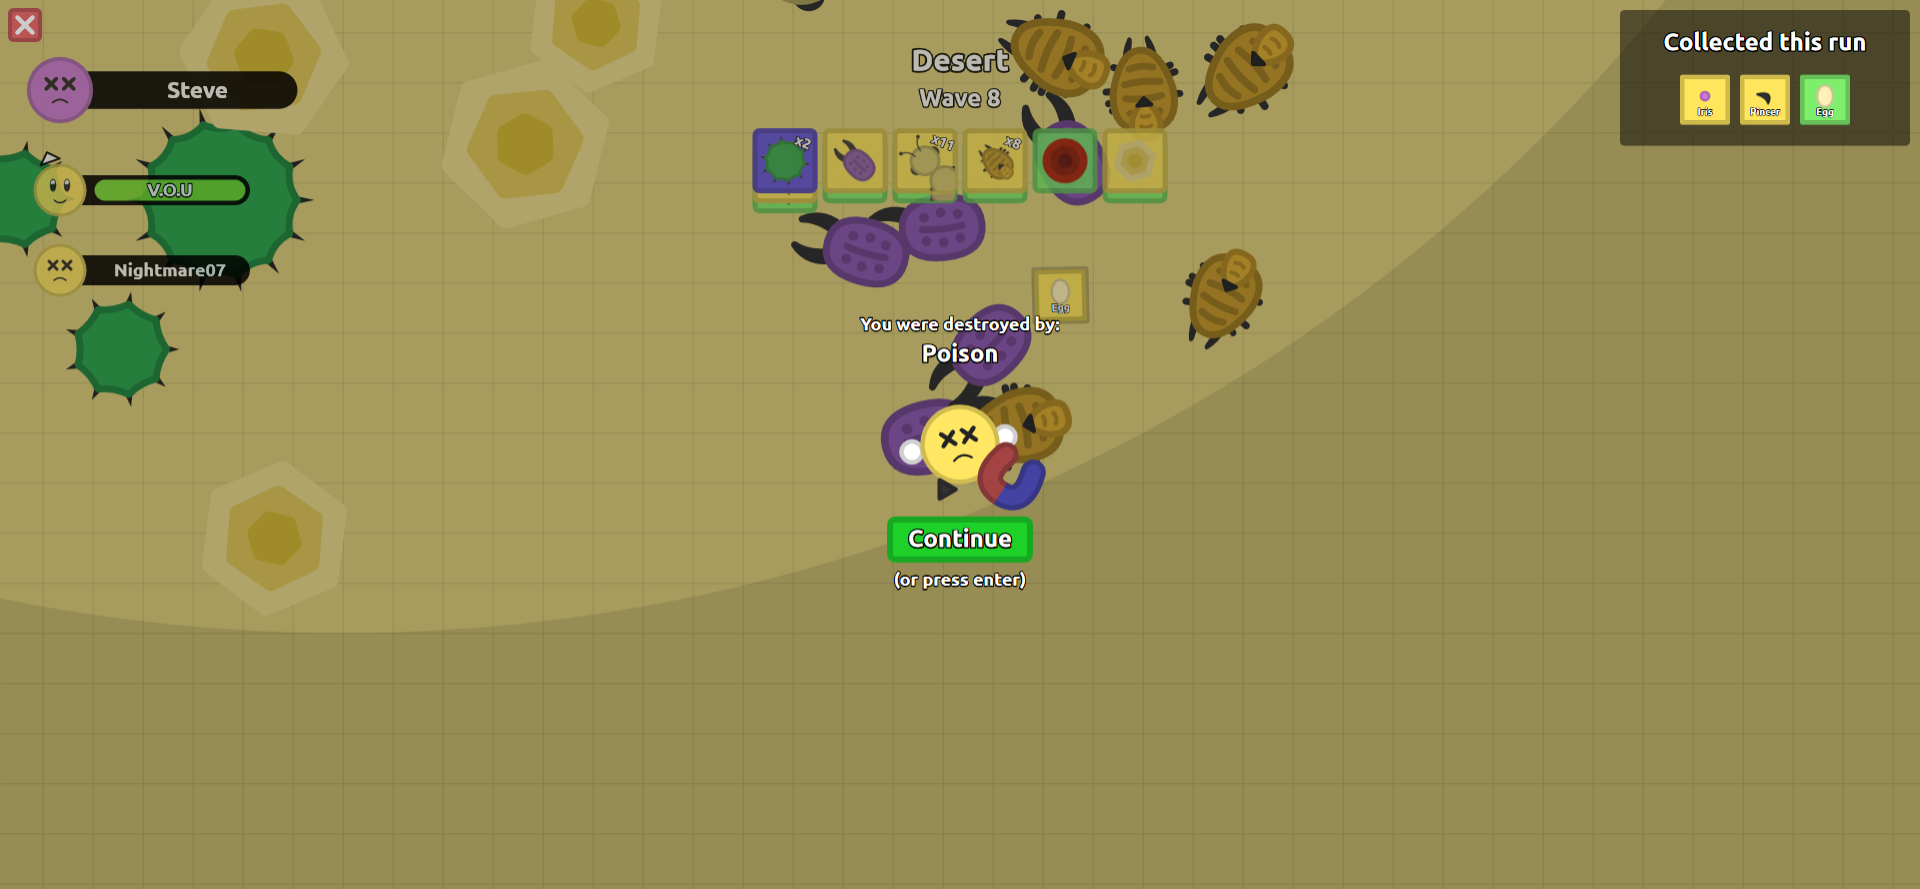 Desert
Wave 8
Steve
V.O.U
Nightmare07
x2
x11
x8
Collected this run
Iris
Pincer
Egg
Egg
You were destroyed by:
Poison
Continue
(or press enter)